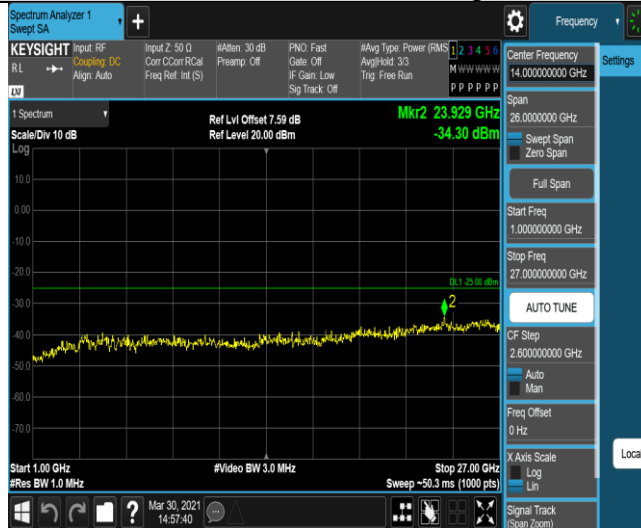 Spectrum Analyzer 1
Swept SA
Frequency
KEYSIGHT
RL
LXI
Input: RF
Coupling: DC
Align: Auto
Input Z: 50 Ω
Corr CCorr RCal
Freq Ref: Int (S)
#Atten: 30 dB
Preamp: Off
PNO: Fast
Gate: Off
IF Gain: Low
Sig Track: Off
#Avg Type: Power (RMS
Avg|Hold: 3/3
Trig: Free Run
1 2 3 4 5 6
M W W W W W
P P P P P P
1 Spectrum
Scale/Div 10 dB
Log
Ref Lvl Offset 7.59 dB
Ref Level 20.00 dBm
Mkr2 23.929 GHz
-34.30 dBm
10.0
0.00
-10.0
-20.0
DL1 -25.00 dBm
-30.0
2
-40.0
-50.0
-60.0
-70.0
Start 1.00 GHz
#Res BW 1.0 MHz
#Video BW 3.0 MHz
Stop 27.00 GHz
Sweep ~50.3 ms (1000 pts)
?
Mar 30, 2021
14:57:40
Center Frequency
14.000000000 GHz
Span
26.0000000 GHz
Swept Span
Zero Span
Full Span
Start Freq
1.000000000 GHz
Stop Freq
27.000000000 GHz
AUTO TUNE
CF Step
2.600000000 GHz
Auto
Man
Freq Offset
0 Hz
X Axis Scale
Log
Lin
Signal Track
(Span Zoom)
Settings
Local